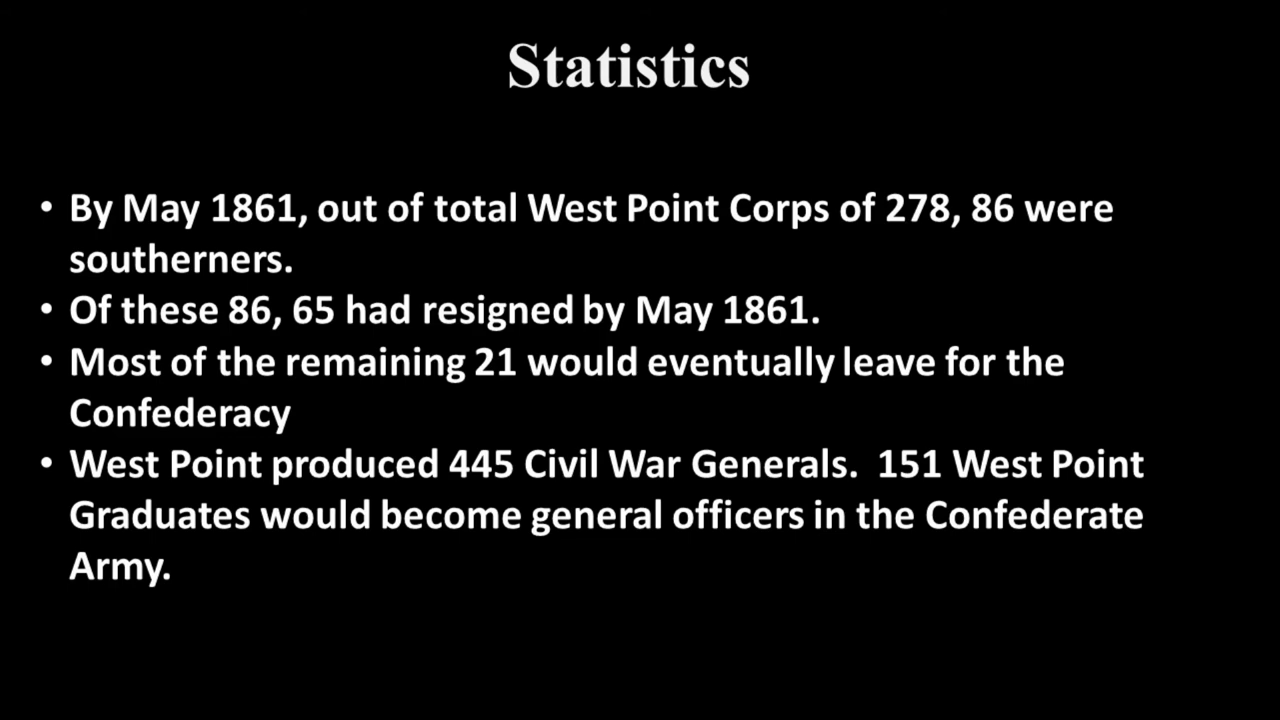 Statistics
• By May 1861, out of total West Point Corps of 278, 86 were
southerners.
• Of these 86, 65 had resigned by May 1861.
• Most of the remaining 21 would eventually leave for the
Confederacy
• West Point produced 445 Civil War Generals.  151 West Point
Graduates would become general officers in the Confederate
Army.